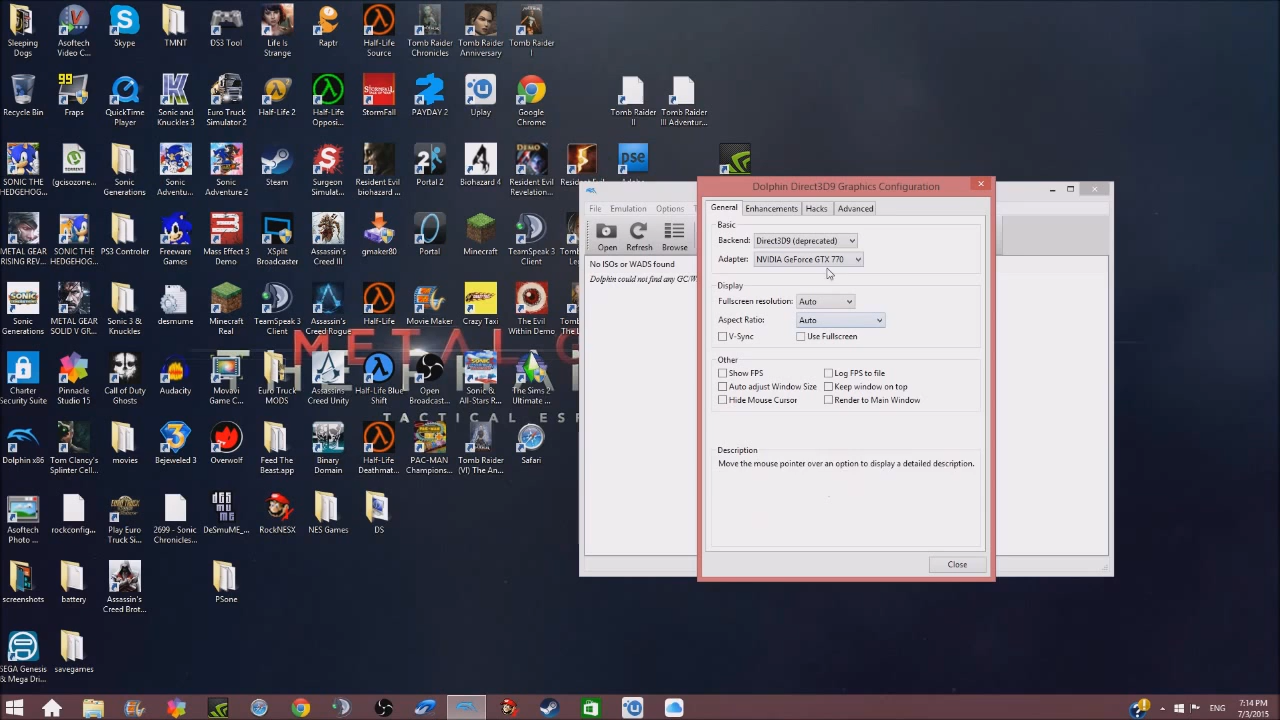 Sleeping Dogs
Asoftech Video C...
Skype
TMNT
DS3 Tool
Life Is Strange
Raptr
Half-Life Source
Tomb Raider Chronicles
Tomb Raider Anniversary
Tomb Raider I
99
Recycle Bin
Fraps
QuickTime Player
Sonic and Knuckles 3
Euro Truck Simulator 2
Half-Life 2
Half-Life Opposi...
StormFall
PAYDAY 2
Uplay
Google Chrome
Tomb Raider II
Tomb Raider III Adventur...
SONIC THE HEDGEHOG...
(gcisozone...
Sonic Generations
Sonic Adventu...
Sonic Adventure 2
Steam
Surgeon Simulat...
Resident Evil biohazard ...
Portal 2
Biohazard 4
DEMO
Resident Evil Revelation...
pse
METAL GEAR RISING REV...
SONIC THE HEDGEHO...
PS3 Controler
Freeware Games
Mass Effect 3 Demo
XSplit Broadcaster
Assassin's Creed III
gmaker80
Portal
Minecraft
TeamSpeak 3 Client
Sonic Generations
METAL GEAR SOLID V GR...
Sonic 3 & Knuckles
desmume
Minecraft Real
TeamSpeak 3 Client
Assassin's Creed Rogue
Half-Life
Movie Maker
Crazy Taxi
The Evil Within Demo
METAL G
TACTICAL ESP
Charter Security Suite
Pinnacle Studio 15
Call of Duty Ghosts
Audacity
Movavi Game C...
Euro Truck MODS
Assassins Creed Unity
Half-Life Blue Shift
Open Broadcast...
Sonic & All-Stars R...
The Sims 2 Ultimate ...
Dolphin x86
Tom Clancy's Splinter Cell...
movies
Bejeweled 3
Overwolf
Feed The Beast.app
Binary Domain
Half-Life Deathmat...
PAC-MAN Champions...
Tomb Raider (VI) The An...
Safari
Asoftech Photo ...
rockconfig...
Play Euro Truck Si...
2699 - Sonic Chronicles ...
DeSmuME_...
RockNESX
NES Games
DS
screenshots
battery
Assassin's Creed Brot...
PSone
SEGA Genesis & Mega Dri...
savegames
File Emulation Options
Open Refresh Browse
No ISOs or WADS found
Dolphin could not find any GC/W
Dolphin Direct3D9 Graphics Configuration
General Enhancements Hacks Advanced
Basic
Backend: Direct3D9 (deprecated)
Adapter: NVIDIA GeForce GTX 770
Display
Fullscreen resolution: Auto
Aspect Ratio: Auto
V-Sync Use Fullscreen
Other
Show FPS Log FPS to file
Auto adjust Window Size Keep window on top
Hide Mouse Cursor Render to Main Window
Description
Move the mouse pointer over an option to display a detailed description.
Close
ENG
7:14 PM
7/3/2015